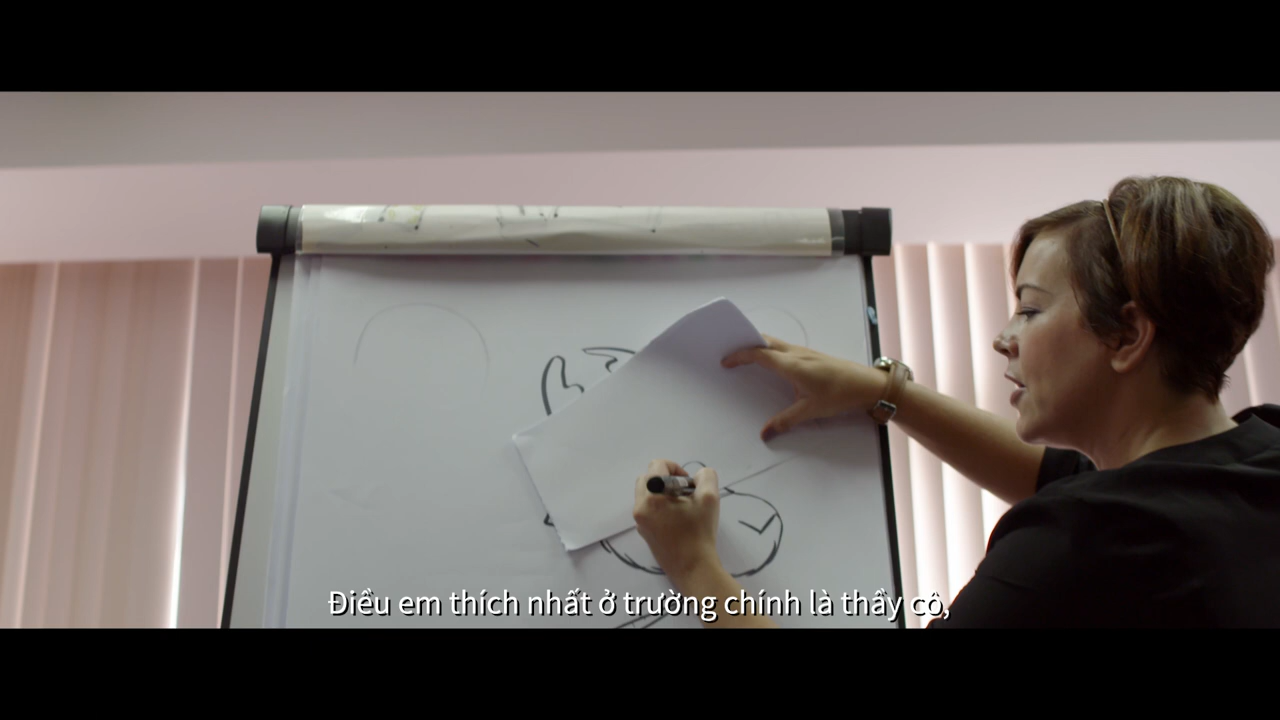 Điều em thích nhất ở trường chính là thầy cô,